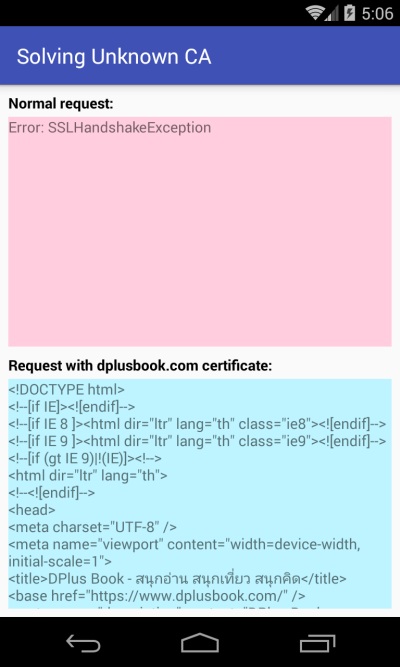 5:06
Solving Unknown CA
Normal request:
Error: SSLHandshakeException
Request with dplusbook.com certificate:
<!DOCTYPE html>
<!--[if IE]><![endif]-->
<!--[if IE 8 ]><html dir="ltr" lang="th" class="ie8"><![endif]-->
<!--[if IE 9 ]><html dir="ltr" lang="th" class="ie9"><![endif]-->
<!--[if (gt IE 9)|!(IE)]><!-->
<html dir="ltr" lang="th">
<!--<![endif]-->
<head>
<meta charset="UTF-8" />
<meta name="viewport" content="width=device-width,
initial-scale=1">
<title>DPlus Book - สนุกอ่าน สนุกเที่ยว สนุกคิด</title>
<base href="https://www.dplusbook.com/" />